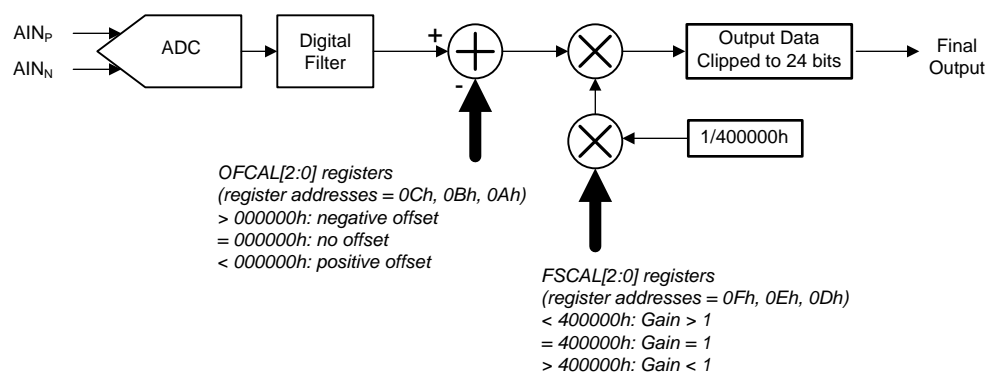 AINP
AINN
ADC
Digital
Filter
+
-
Output Data
Clipped to 24 bits
Final
Output
1/400000h
OFCAL[2:0] registers
(register addresses = 0Ch, 0Bh, 0Ah)
> 000000h: negative offset
= 000000h: no offset
< 000000h: positive offset
FSCAL[2:0] registers
(register addresses = 0Fh, 0Eh, 0Dh)
< 400000h: Gain > 1
= 400000h: Gain = 1
> 400000h: Gain < 1